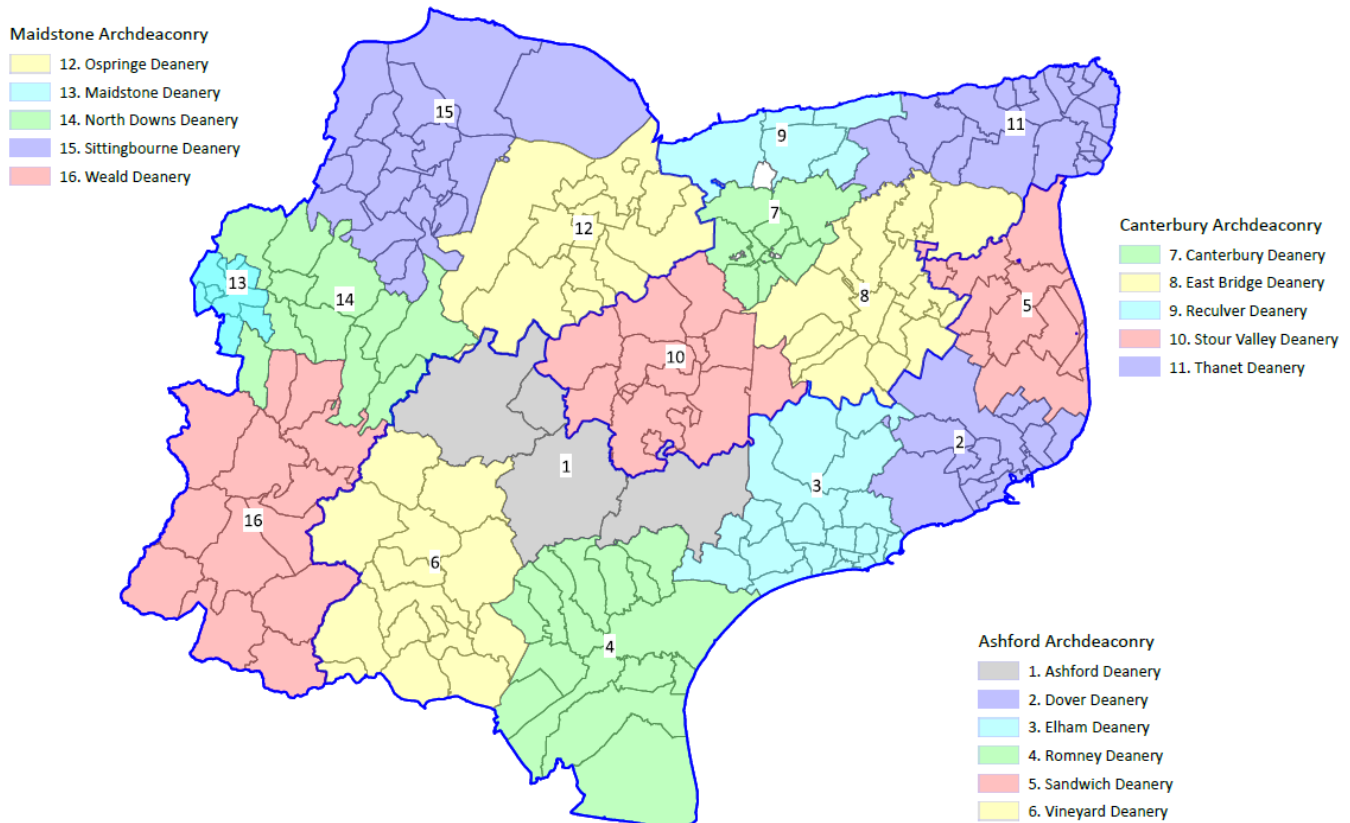 Maidstone Archdeaconry
12. Ospringe Deanery
13. Maidstone Deanery
14. North Downs Deanery
15. Sittingbourne Deanery
16. Weald Deanery
15
9
11
7
12
13
14
8
5
10
2
1
3
16
6
4
Canterbury Archdeaconry
7. Canterbury Deanery
8. East Bridge Deanery
9. Reculver Deanery
10. Stour Valley Deanery
11. Thanet Deanery
Ashford Archdeaconry
1. Ashford Deanery
2. Dover Deanery
3. Elham Deanery
4. Romney Deanery
5. Sandwich Deanery
6. Vineyard Deanery